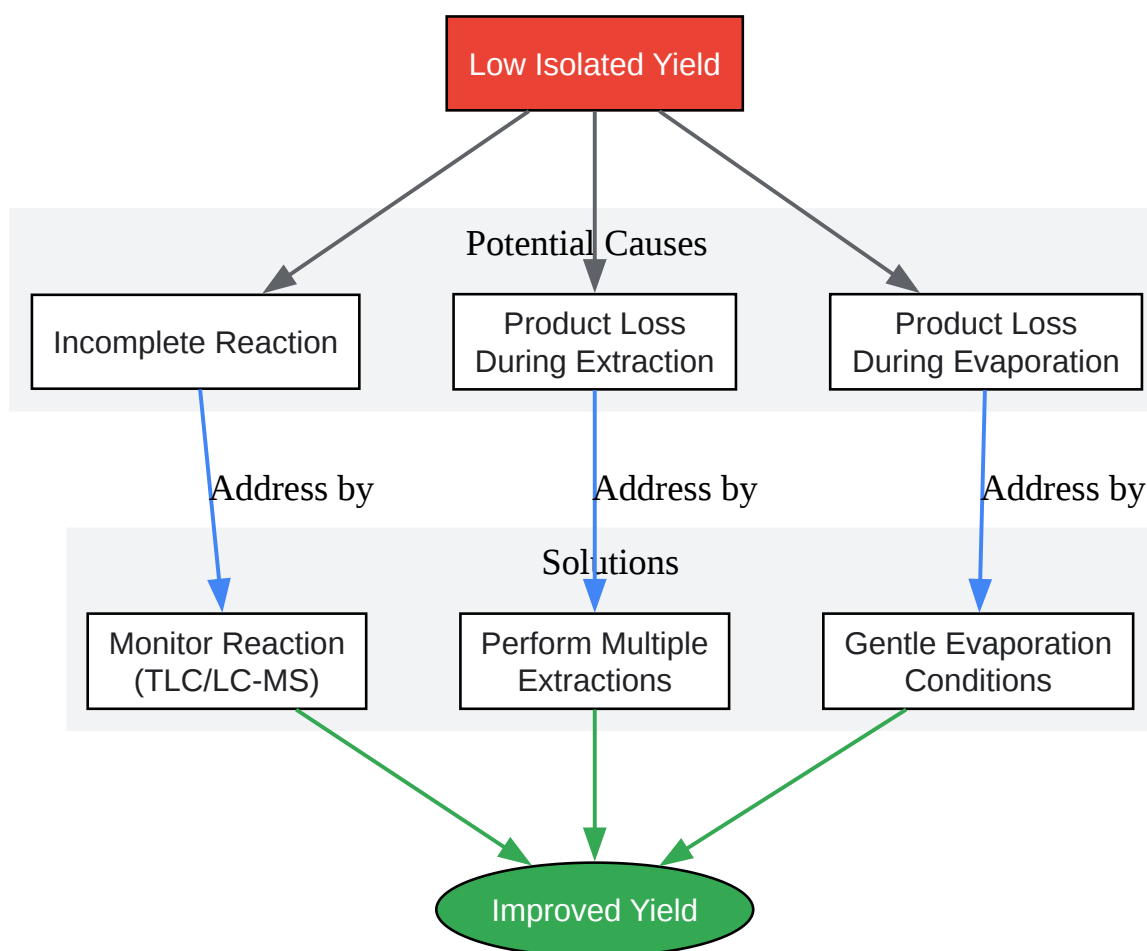 Low Isolated Yield
Potential Causes
Incomplete Reaction
Product Loss
During Extraction
Product Loss
During Evaporation
Address by
Address by
Address by
Solutions
Monitor Reaction
(TLC/LC-MS)
Perform Multiple
Extractions
Gentle Evaporation
Conditions
Improved Yield